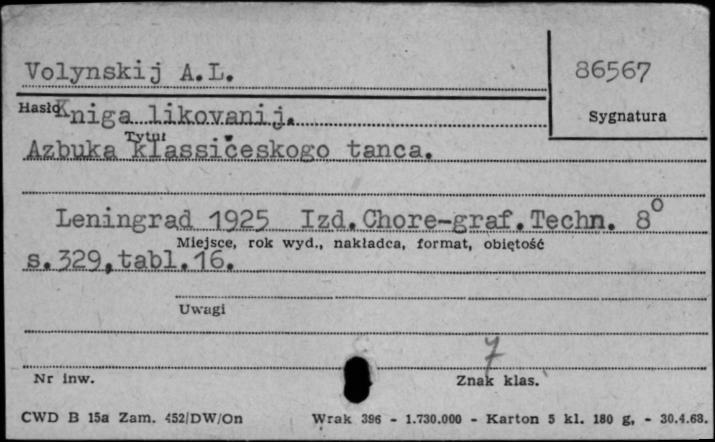 Volynskij A.L.
86567
Hasło
Kniga likovanij.
Sygnatura
Tytuł
Azbuka klassičeskogo tanca.
Leningrad 1925 Izd.Chore-graf.Techn. 8°
Miejsce, rok wyd., nakładca, format, obiętość
s.329,tabl.16.
Uwagi
7
Nr inw.
Znak klas.
CWD B 15a Zam. 452/DW/On Wrak 396 - 1.730.000 - Karton 5 kl. 180 g, - 30.4.63.